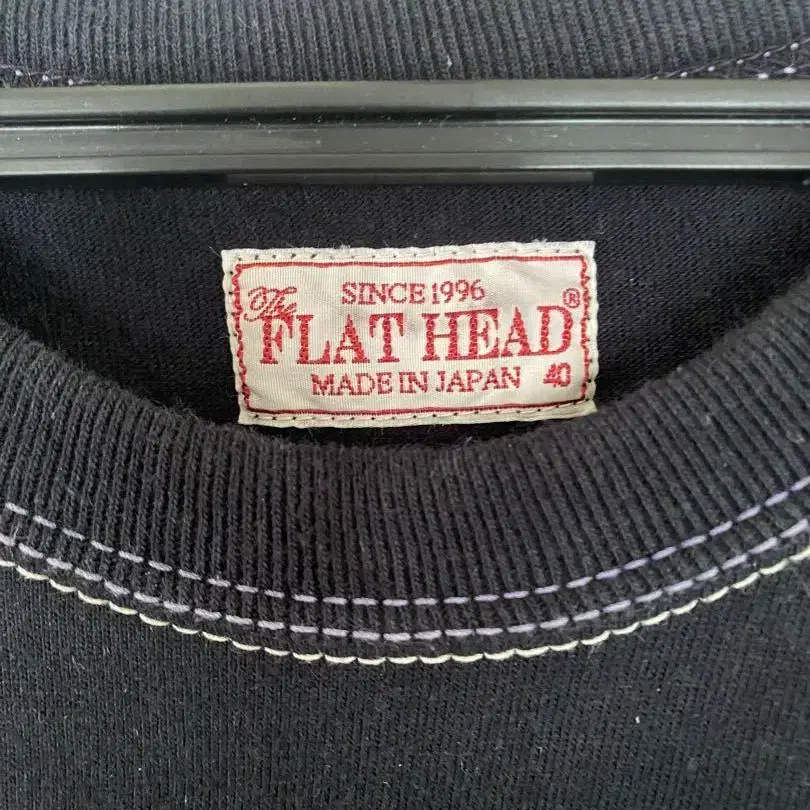 SINCE 1996
The
FLAT HEAD®
MADE IN JAPAN 40